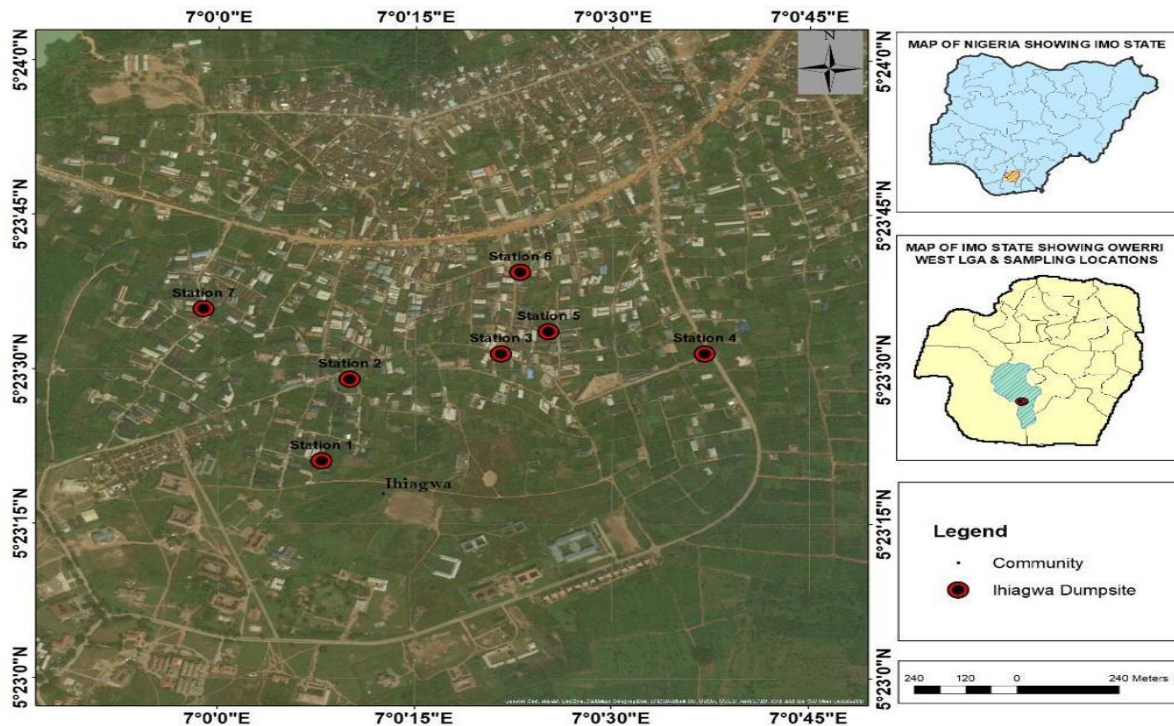 7°0'0"E 7°0'15"E 7°0'30"E 7°0'45"E
5°24'0"N
5°23'45"N
5°23'30"N
5°23'15"N
5°23'0"N
N
Station 6
Station 7
Station 5
Station 3
Station 4
Station 2
Station 1
Ihiagwa
7°0'0"E 7°0'15"E 7°0'30"E 7°0'45"E
5°24'0"N
5°23'45"N
5°23'30"N
5°23'15"N
5°23'0"N
MAP OF NIGERIA SHOWING IMO STATE
MAP OF IMO STATE SHOWING OWERRI
WEST LGA & SAMPLING LOCATIONS
Legend
Community
Ihiagwa Dumpsite
240 120 0 240 Meters